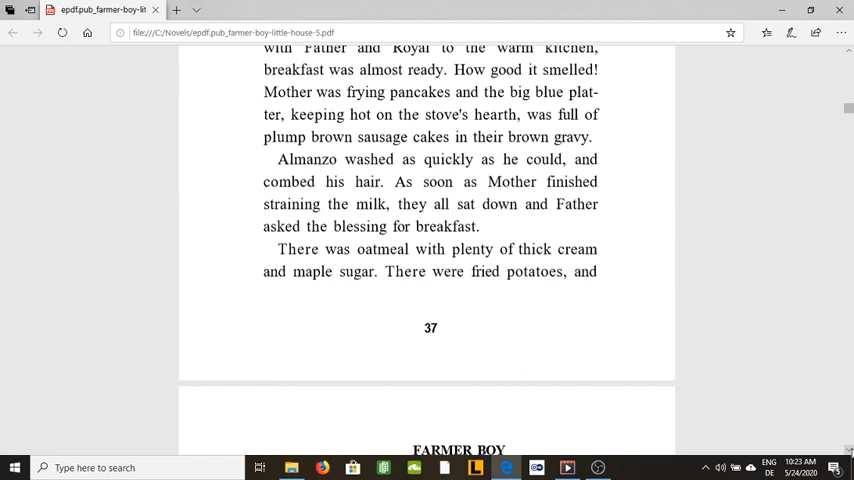 epdf.pub_farmer-boy-lit
file:///C:/Novels/epdf.pub_farmer-boy-little-house-5.pdf
with Father and Royal to the warm kitchen,
breakfast was almost ready. How good it smelled!
Mother was frying pancakes and the big blue plat-
ter, keeping hot on the stove's hearth, was full of
plump brown sausage cakes in their brown gravy.
Almanzo washed as quickly as he could, and
combed his hair. As soon as Mother finished
straining the milk, they all sat down and Father
asked the blessing for breakfast.
There was oatmeal with plenty of thick cream
and maple sugar. There were fried potatoes, and
37
FARMER BOY
Type here to search
ENG
DE
10:23 AM
5/24/2020